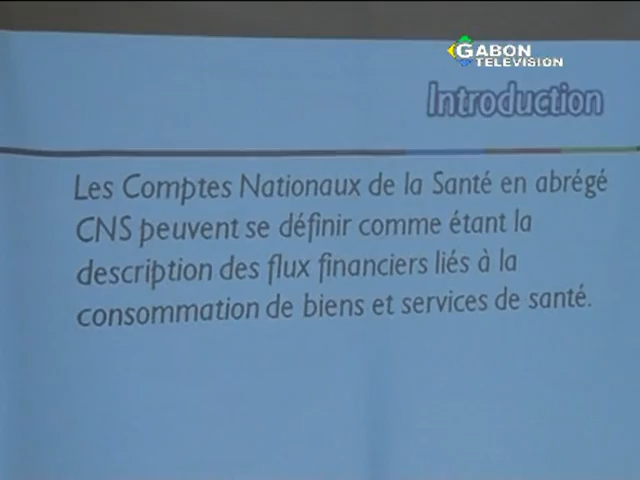 GABON
TELEVISION
Introduction
Les Comptes Nationaux de la Santé en abrégé
CNS peuvent se définir comme étant la
description des flux financiers liés à la
consommation de biens et services de santé.